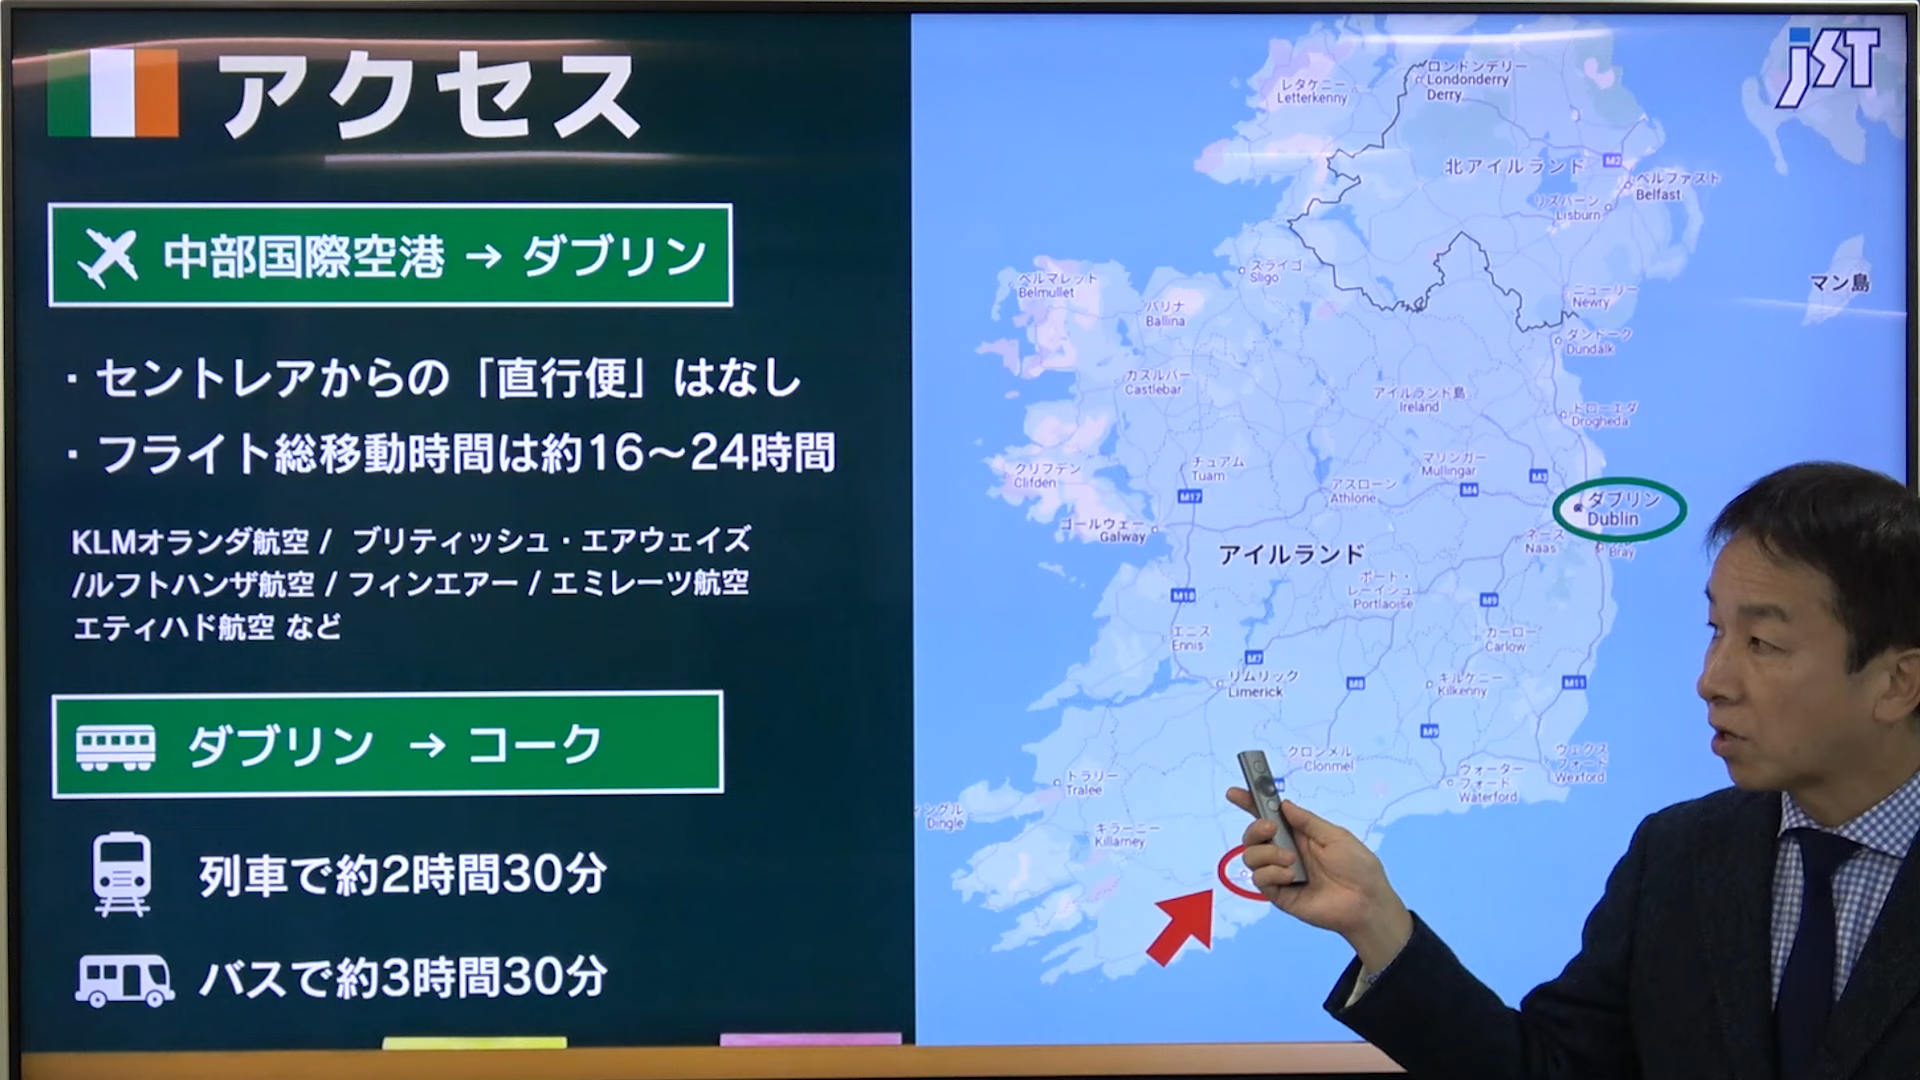 アクセス
中部国際空港 → ダブリン
・セントレアからの「直行便」はなし
・フライト総移動時間は約16～24時間
KLMオランダ航空 / ブリティッシュ・エアウェイズ
/ルフトハンザ航空 / フィンエアー / エミレーツ航空
エティハド航空 など
ダブリン → コーク
列車で約2時間30分
バスで約3時間30分
jST
ロンドンデリー
Londonderry
Derry
レタケニー
Letterkenny
北アイルランド
M2
ベルファスト
Belfast
リズバーン
Lisburn
スライゴ
Sligo
マン島
ベルマレット
Belmullet
ニューリー
Newry
バリナ
Ballina
ダンドーク
Dundalk
カスルバー
Castlebar
アイルランド島
Ireland
ドローエダ
Drogheda
チュアム
Tuam
マリンガー
Mullingar
クリフデン
Clifden
M3
アスローン
Athlone
M4
M17
ダブリン
Dublin
ゴールウェー
Galway
ネース
Naas
Bray
アイルランド
ポート・
レーイシュ
Portlaoise
M18
M9
エニス
Ennis
カーロー
Carlow
M7
リムリック
Limerick
M8
キルケニー
Kilkenny
M11
M9
クロンメル
Clonmel
ウェクス
フォード
Wexford
トラリー
Tralee
ウォーター
フォード
Waterford
ィングル
Dingle
キラーニー
Killarney